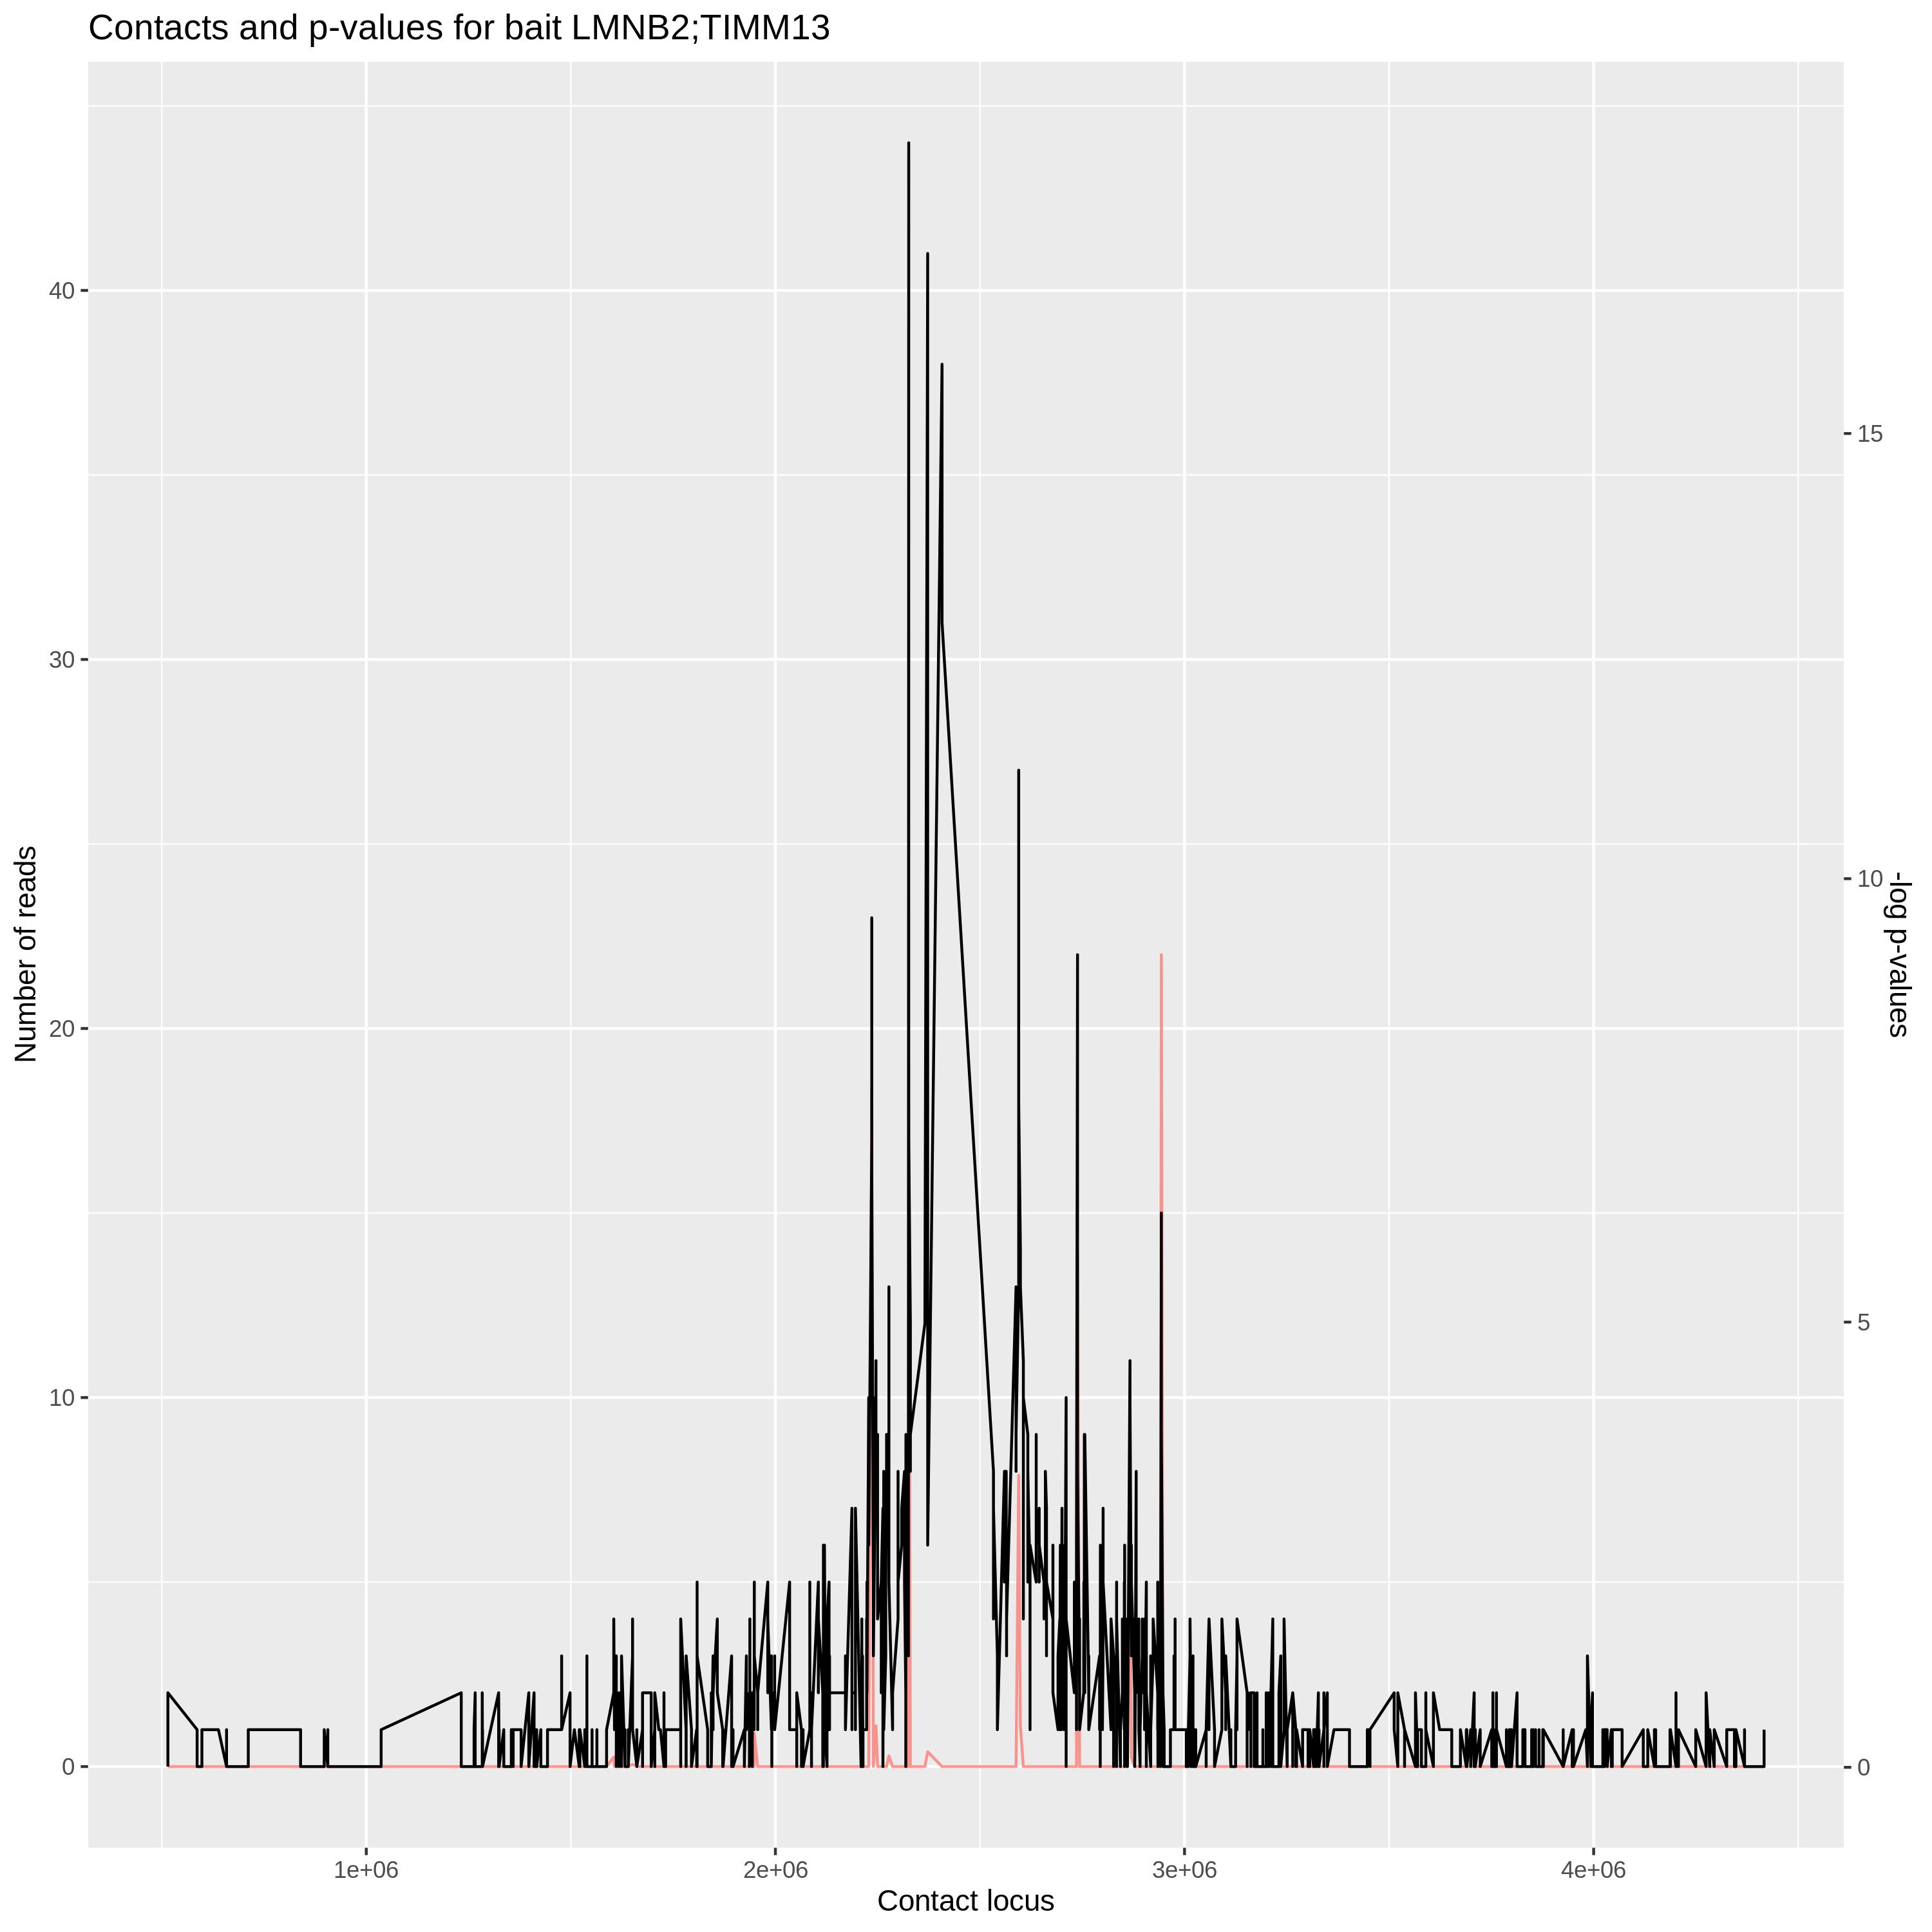 Contacts and p-values for bait LMNB2;TIMM13
40
30
20
10
0
15
10
5
0
Number of reads
-log p-values
1e+06
2e+06
3e+06
4e+06
Contact locus